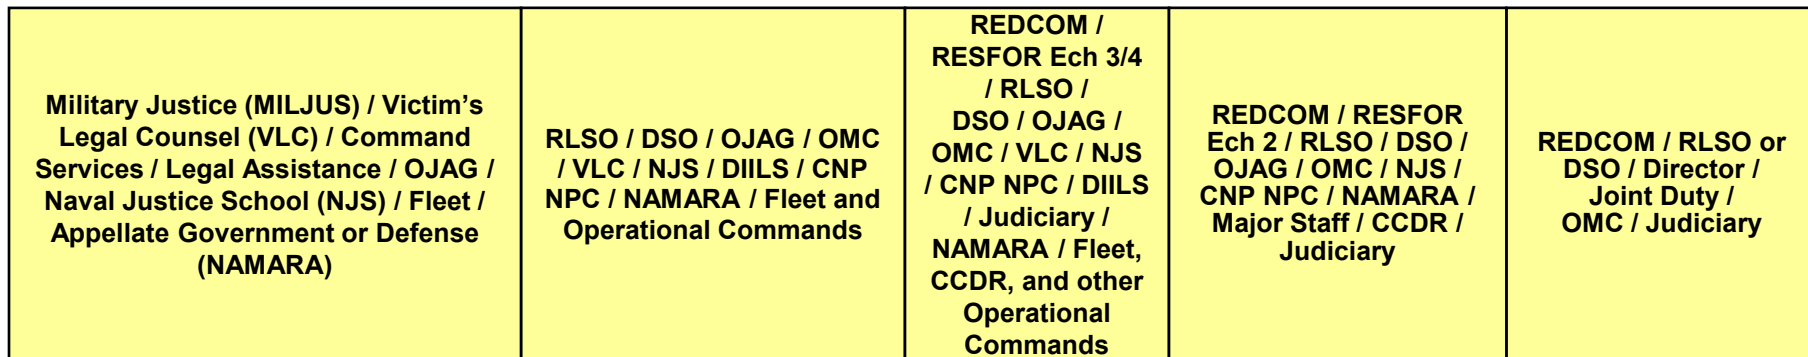 Military Justice (MILJUS) / Victim’s
Legal Counsel (VLC) / Command
Services / Legal Assistance / OJAG /
Naval Justice School (NJS) / Fleet /
Appellate Government or Defense
(NAMARA)
RLSO / DSO / OJAG / OMC
/ VLC / NJS / DIILS / CNP
NPC / NAMARA / Fleet and
Operational Commands
REDCOM /
RESFOR Ech 3/4
/ RLSO /
DSO / OJAG /
OMC / VLC / NJS
/ CNP NPC / DIILS
/ Judiciary /
NAMARA / Fleet,
CCDR, and other
Operational
Commands
REDCOM / RESFOR
Ech 2 / RLSO / DSO /
OJAG / OMC / NJS /
CNP NPC / NAMARA /
Major Staff / CCDR /
Judiciary
REDCOM / RLSO or
DSO / Director /
Joint Duty /
OMC / Judiciary